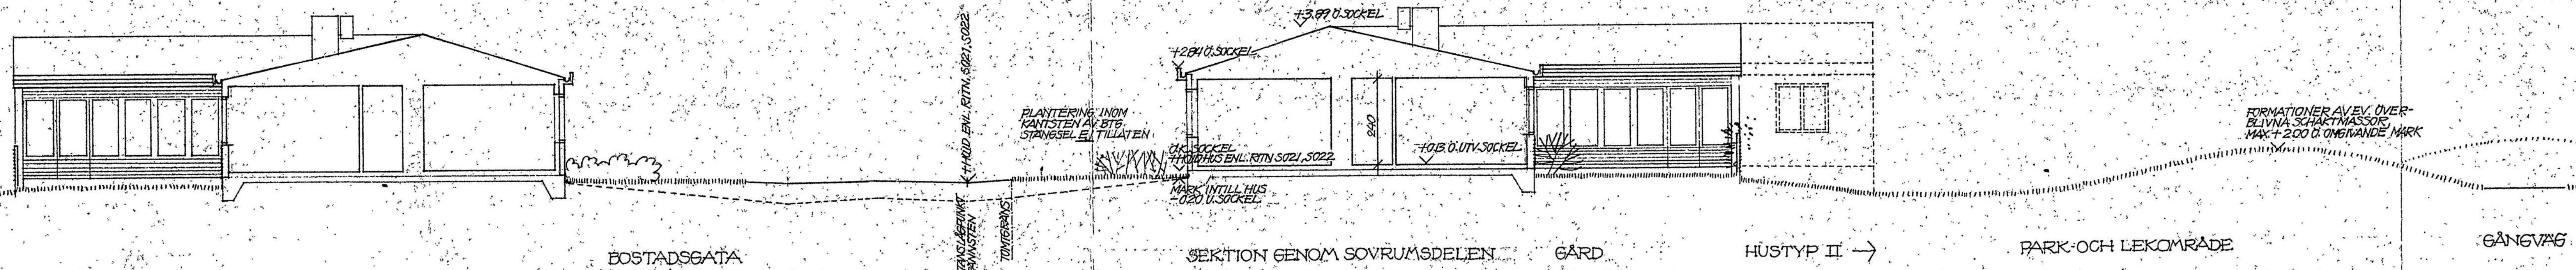 +HÖJD ENL. RITN. S021, S022
PLANTERING INOM
KANTSTEN AV BTG.
STÄNGSEL EJ TILLÅTEN
+3.89 Ö. SOCKEL
+2.84 Ö. SOCKEL
Ö.K. SOCKEL
+HÖJD HUS ENL. RITN S021, S022
MARK INTILL HUS
-0.20 U. SOCKEL
240
+0.13 Ö. UTV. SOCKEL
FORMATIONER AV EV. ÖVER-
BLIVNA SCHAKTMASSOR,
MAX +2.00 Ö. OMGIVANDE MARK
TOMTGRÄNS
BOSTADSGATA
SEKTION GENOM SOVRUMSDELEN
GÅRD
HUSTYP II →
PARK- OCH LEKOMRÅDE
GÅNGVÄG